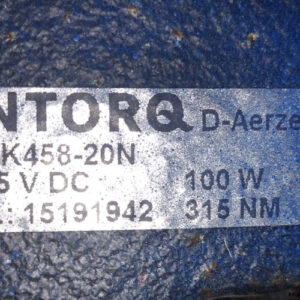 NTORQ D-Aerze
K458-20N
5 V DC 100 W
.: 15191942 315 NM